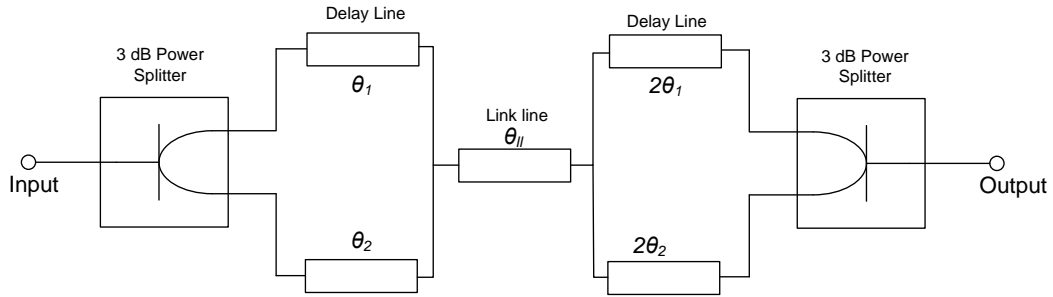 Delay Line
Delay Line
3 dB Power
Splitter
3 dB Power
Splitter
θ1
2θ1
Link line
θll
Input
Output
θ2
2θ2